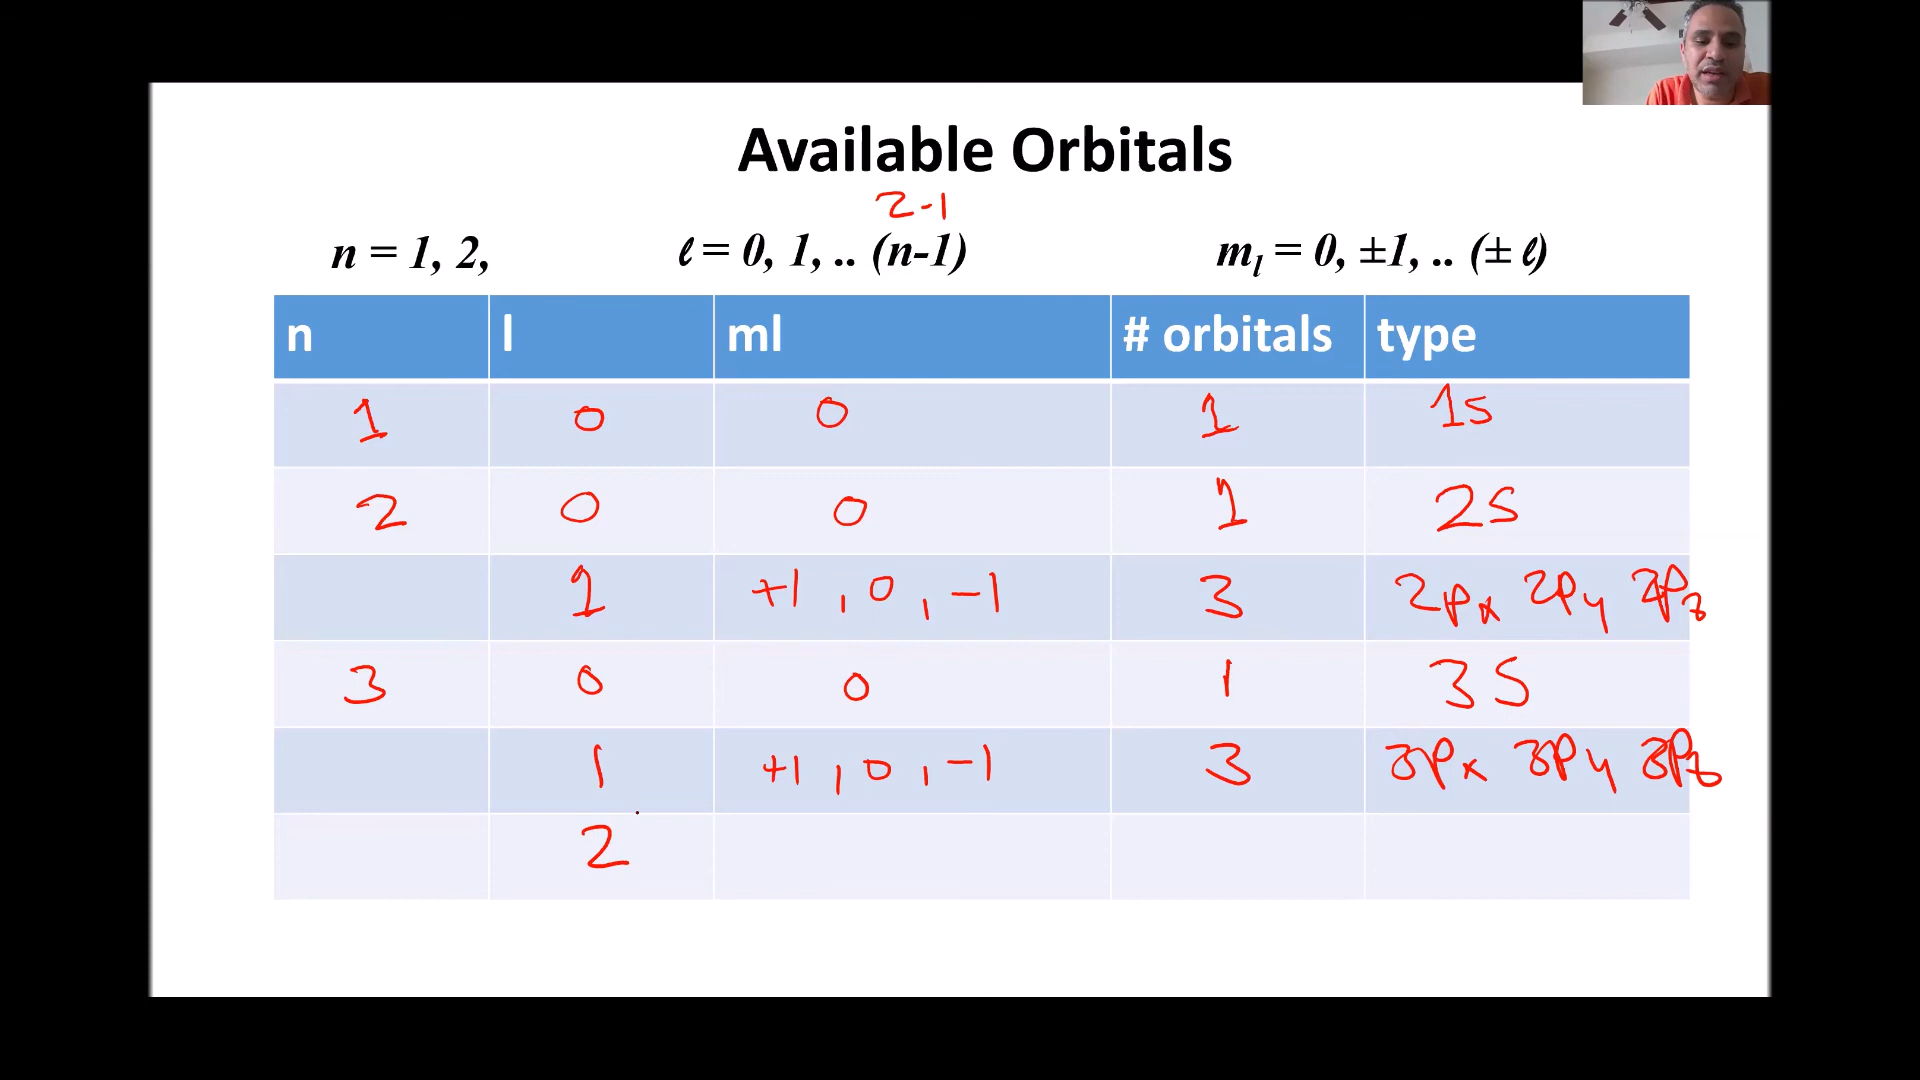 Available Orbitals
2-1
n = 1, 2, ℓ = 0, 1, .. (n-1) mₗ = 0, ±1, .. (± ℓ)
n l ml # orbitals type
1 0 0 1 1s
2 0 0 1 2s
1 +1, 0, -1 3 2px 2py 2pz
3 0 0 1 3s
1 +1, 0, -1 3 3px 3py 3pz
2